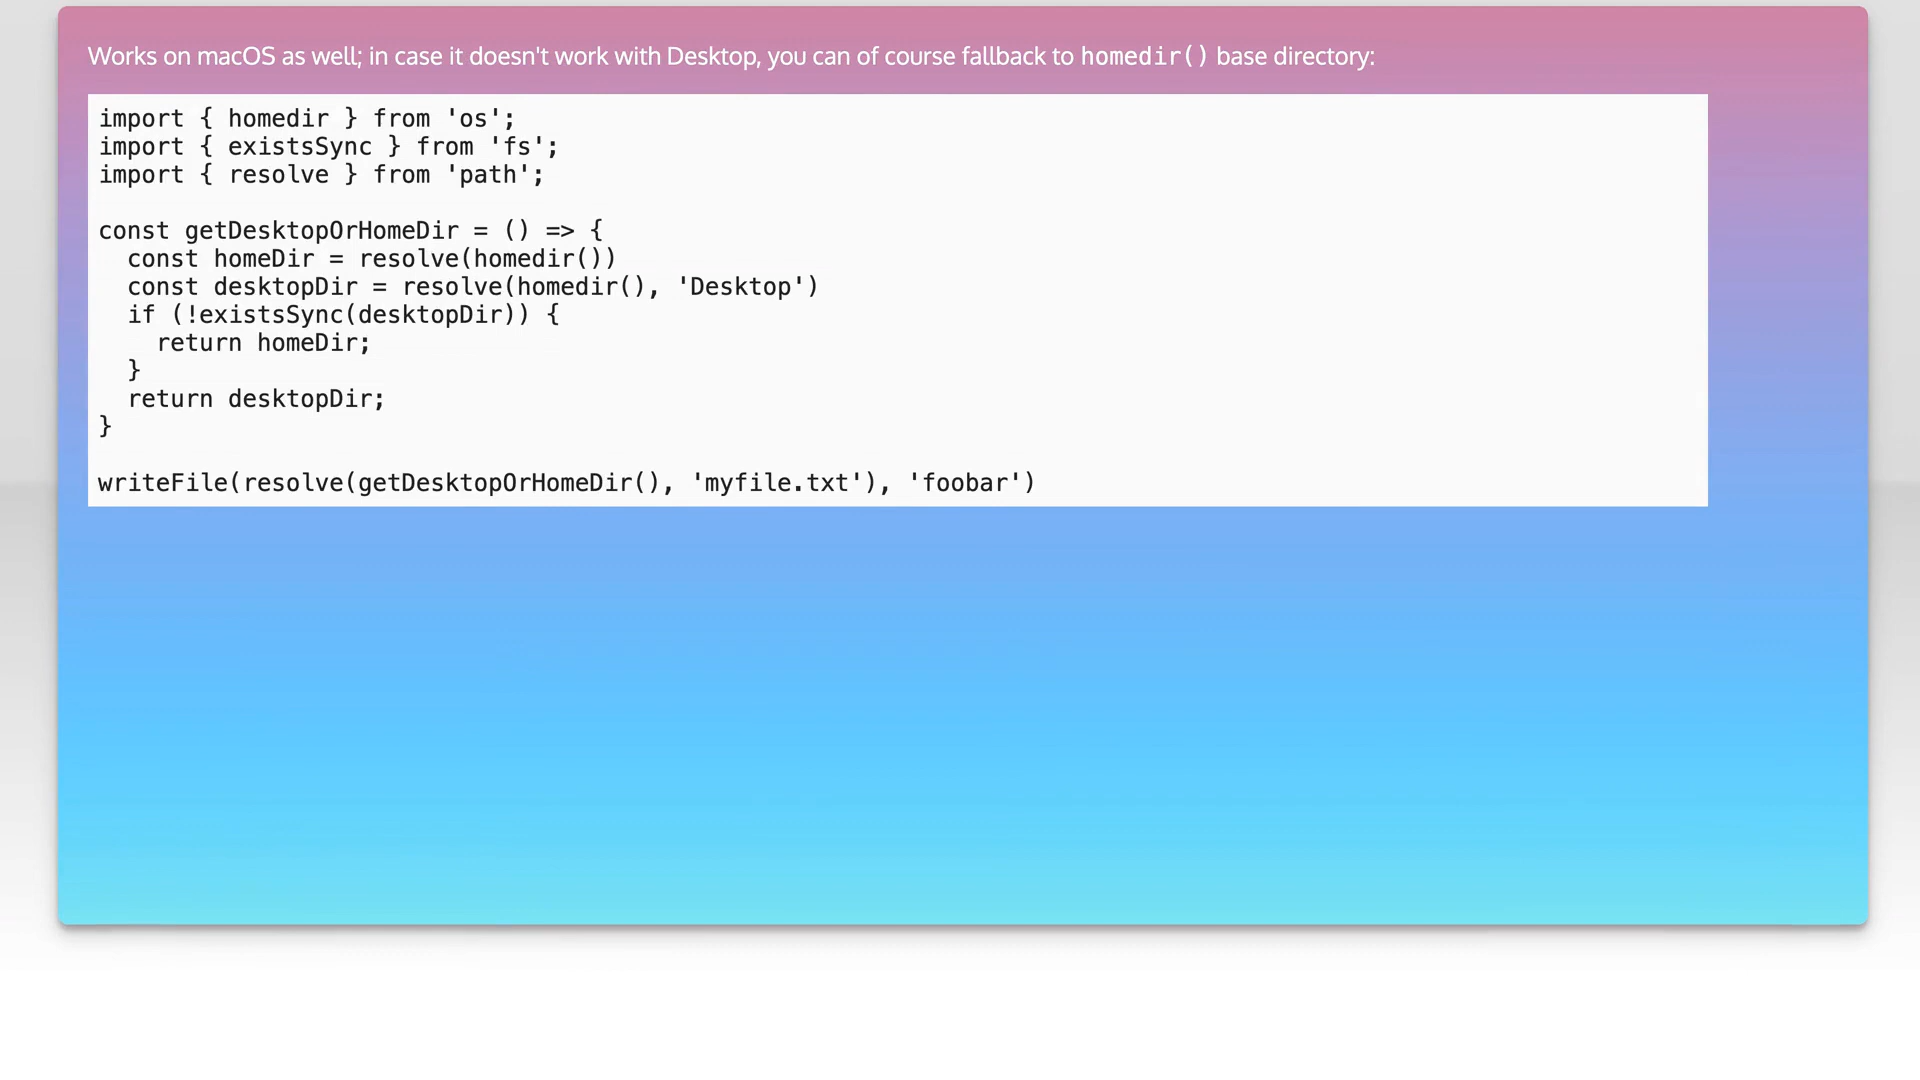 Works on macOS as well; in case it doesn't work with Desktop, you can of course fallback to homedir() base directory:
import { homedir } from 'os';
import { existsSync } from 'fs';
import { resolve } from 'path';

const getDesktopOrHomeDir = () => {
  const homeDir = resolve(homedir())
  const desktopDir = resolve(homedir(), 'Desktop')
  if (!existsSync(desktopDir)) {
    return homeDir;
  }
  return desktopDir;
}

writeFile(resolve(getDesktopOrHomeDir(), 'myfile.txt'), 'foobar')